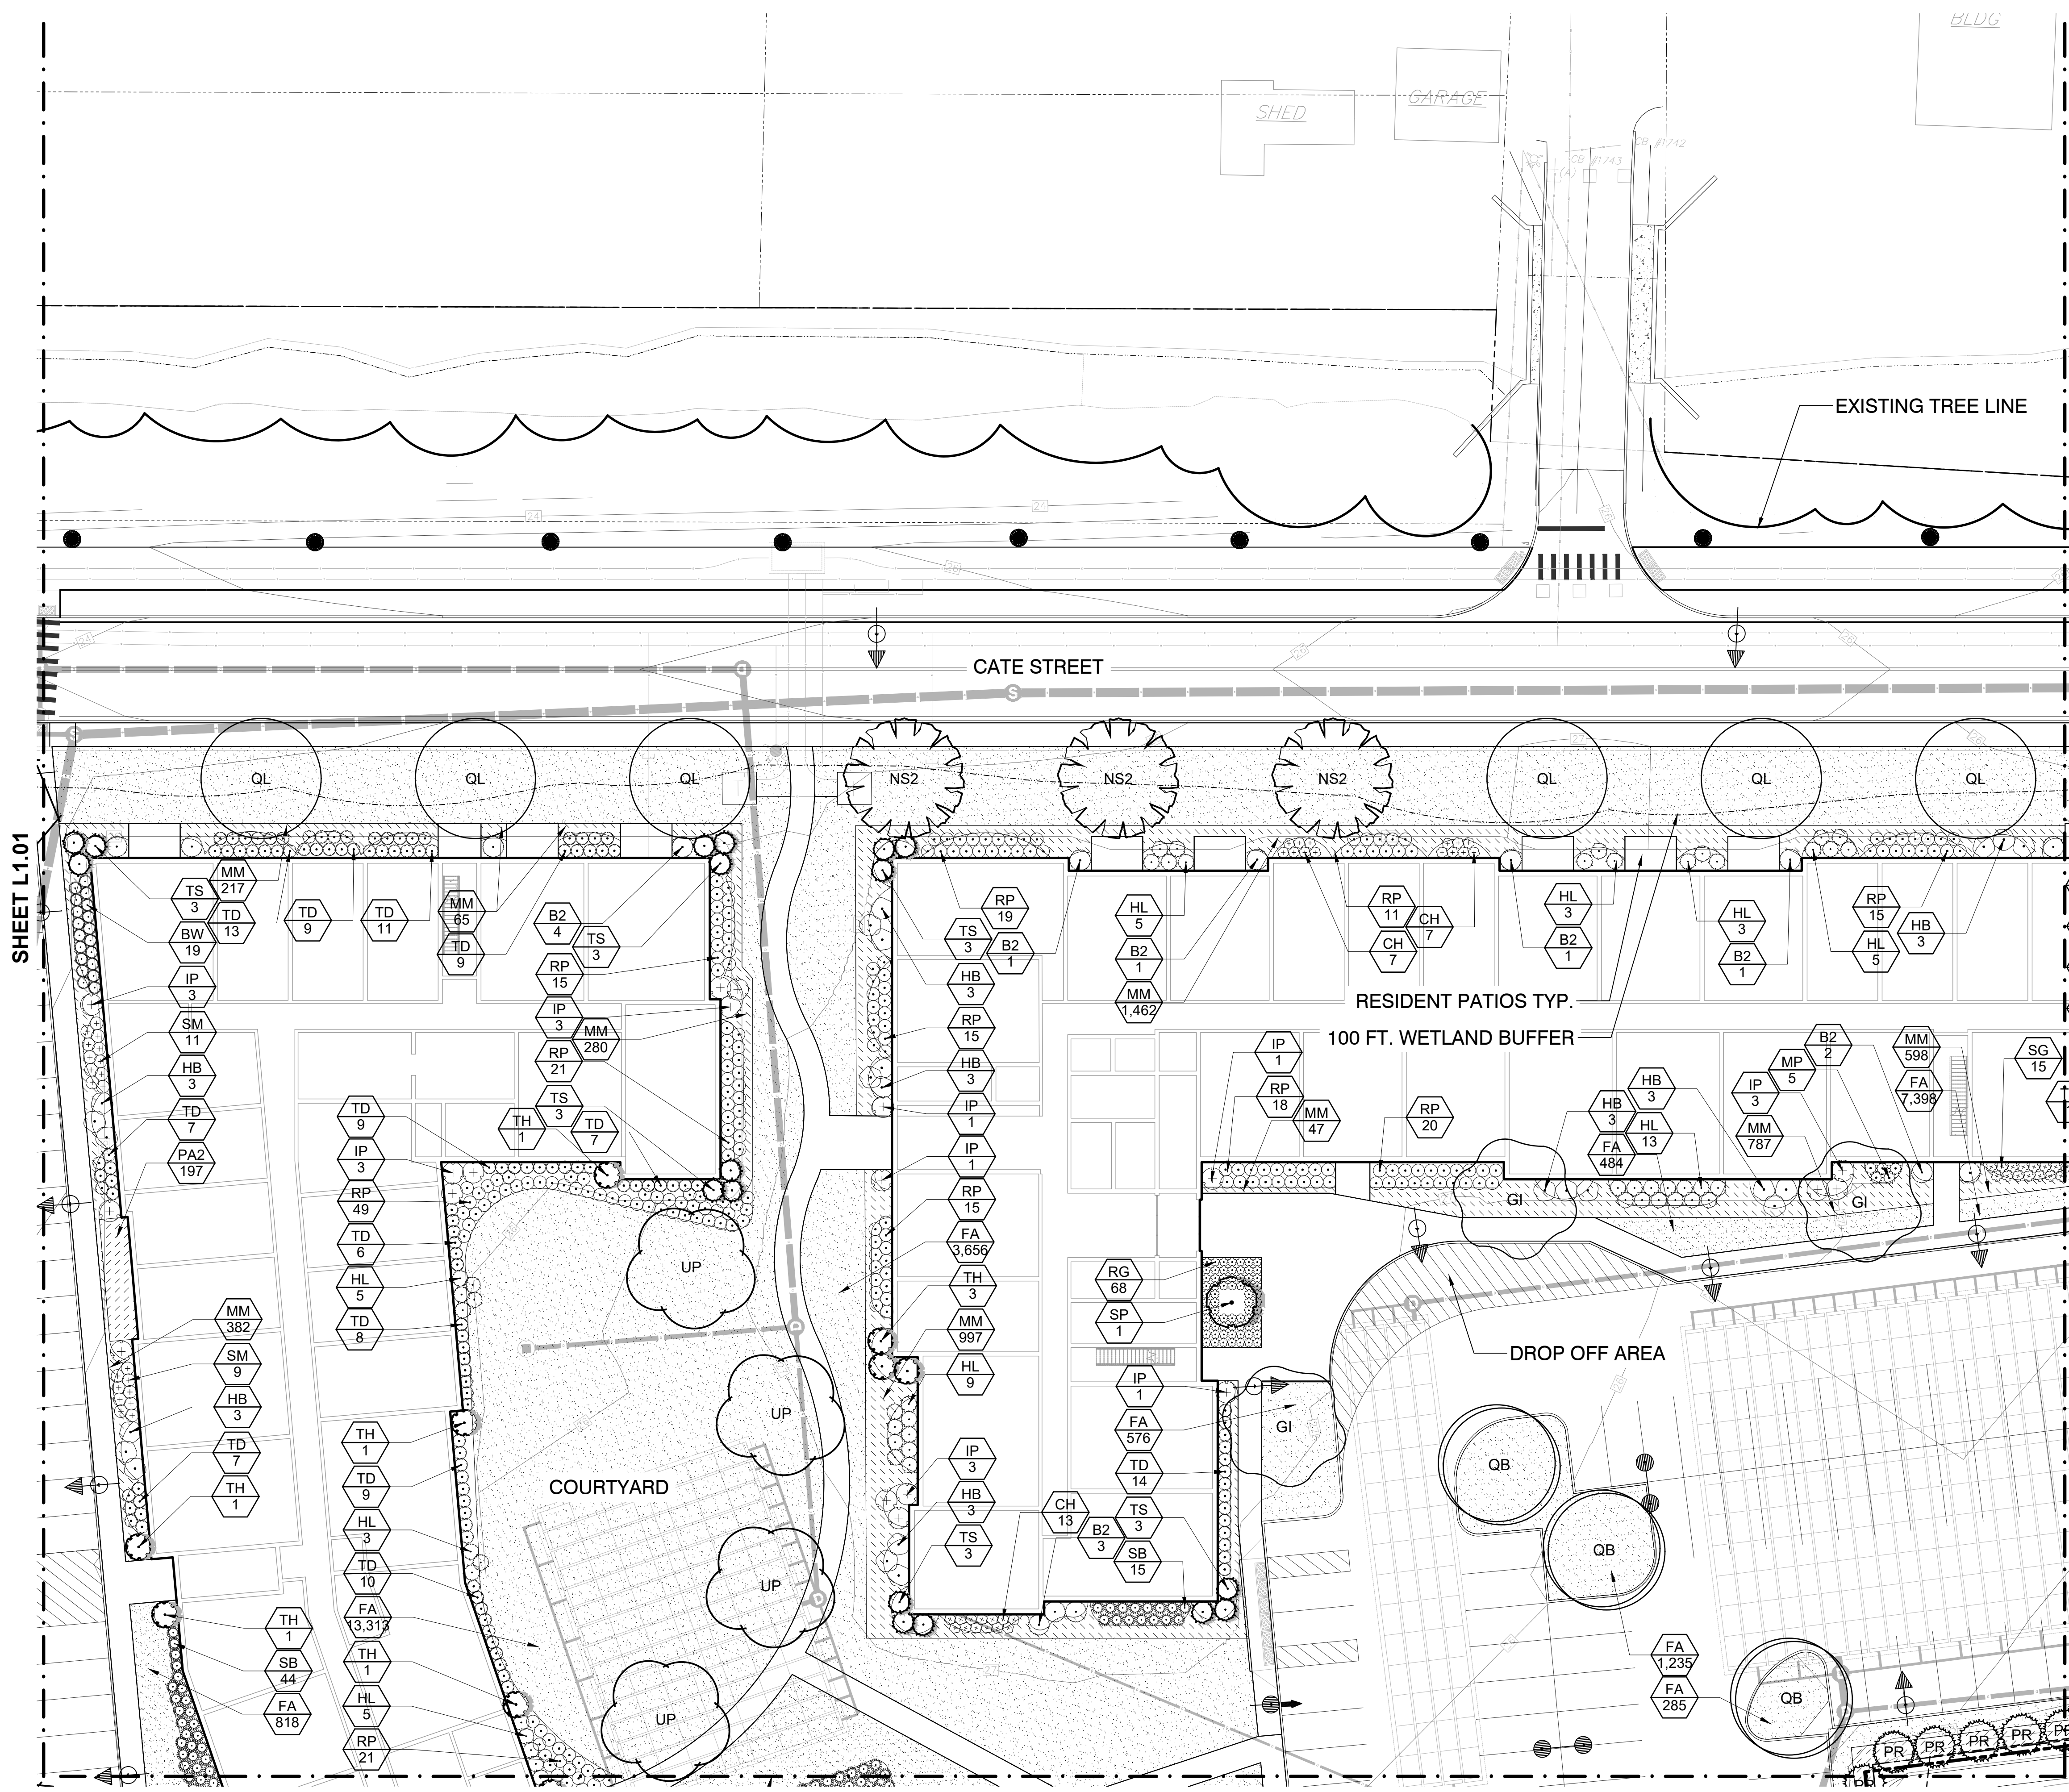 BLDG
SHED
GARAGE
CB #1742
CB #1743
EXISTING TREE LINE
24
24
26
26
24
26
26
CATE STREET
S
S
D
SHEET L1.01
QL
QL
QL
NS2
NS2
NS2
QL
QL
QL
TS
3
MM
217
TD
13
TD
9
TD
11
MM
65
TD
9
B2
4
TS
3
BW
19
IP
3
SM
11
HB
3
TD
7
PA2
197
RP
15
IP
3
MM
280
RP
21
TS
3
TH
1
TD
7
RP
19
TS
3
B2
1
HB
3
RP
15
HB
3
IP
1
IP
1
RP
15
FA
3,656
TH
3
MM
997
HL
9
HL
5
B2
1
MM
1,462
RP
11
CH
7
CH
7
HL
3
B2
1
HL
3
B2
1
RP
15
HB
3
HL
5
RESIDENT PATIOS TYP.
100 FT. WETLAND BUFFER
IP
1
RP
18
MM
47
RP
20
HB
3
HB
3
HL
13
FA
484
B2
2
MP
5
IP
3
MM
787
MM
598
FA
7,398
SG
15
GI
GI
TD
9
IP
3
RP
49
TD
6
HL
5
TD
8
UP
RG
68
SP
1
DROP OFF AREA
MM
382
SM
9
HB
3
TD
7
TH
1
UP
IP
1
FA
576
TD
14
TS
3
SB
15
GI
TH
1
TD
9
HL
3
TD
10
FA
13,313
TH
1
HL
5
RP
21
COURTYARD
IP
3
HB
3
TS
3
CH
13
B2
3
QB
QB
UP
TH
1
SB
44
FA
818
FA
1,235
FA
285
QB
UP
PR
PR
PR
PR